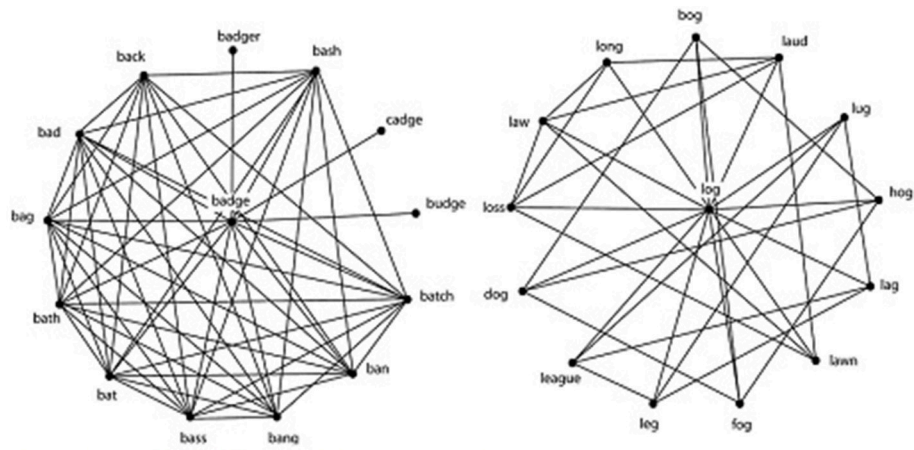 badger
back
bash
bad
cadge
badge
bag
budge
bath
batch
bat
ban
bass
bang
bog
long
laud
law
lug
log
loss
hog
dog
lag
league
lawn
leg
fog